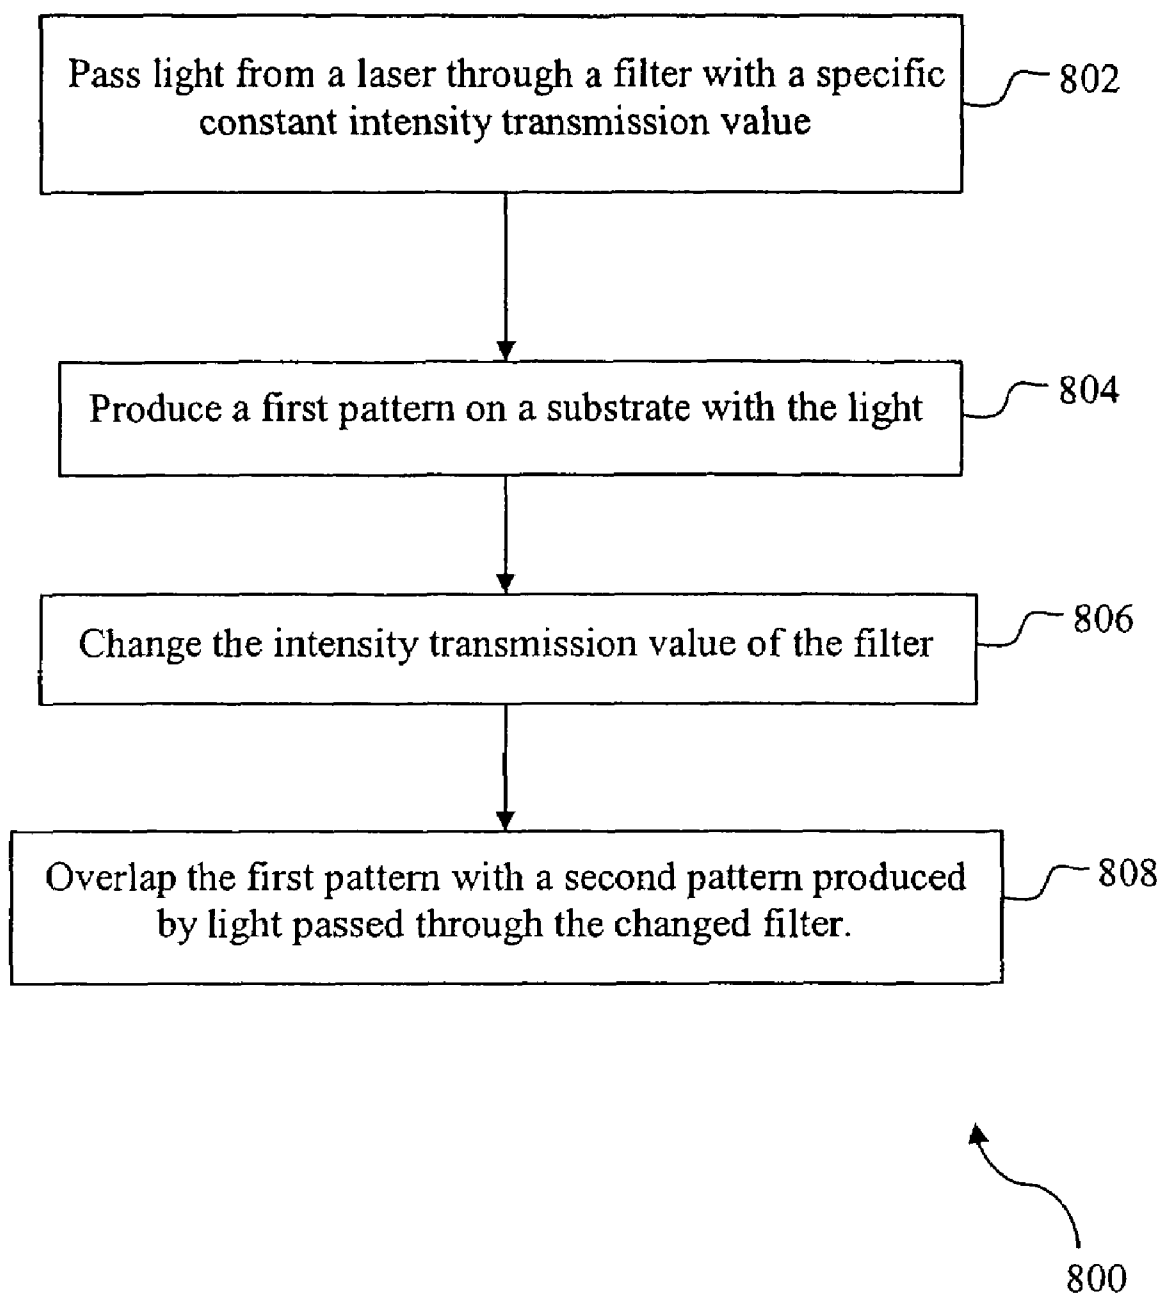 Pass light from a laser through a filter with a specific
constant intensity transmission value
802
Produce a first pattern on a substrate with the light
804
Change the intensity transmission value of the filter
806
Overlap the first pattern with a second pattern produced
by light passed through the changed filter.
808
800